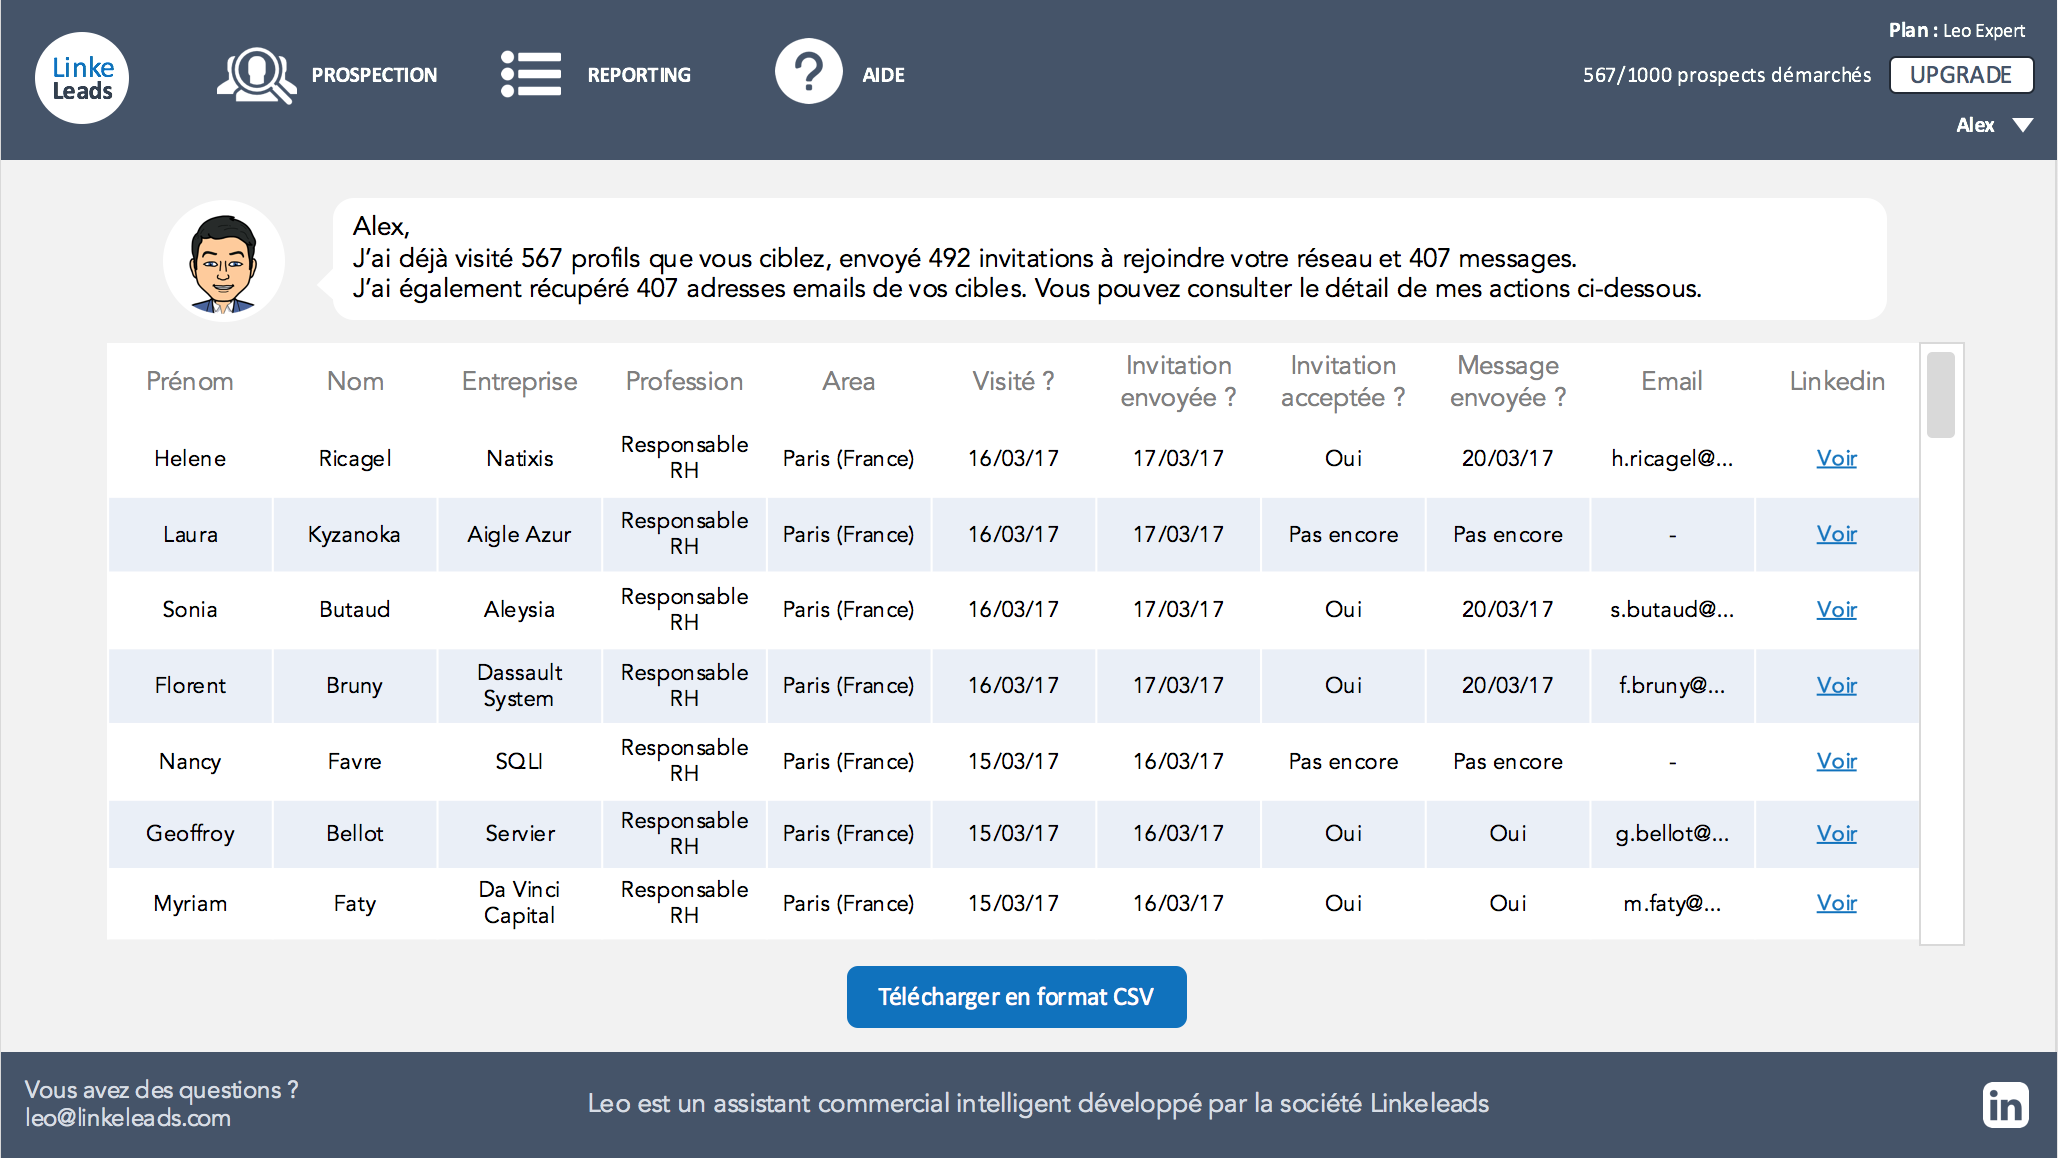 Linke
Leads
PROSPECTION
REPORTING
?
AIDE
Plan : Leo Expert
567/1000 prospects démarchés
UPGRADE
Alex
Alex,
J'ai déjà visité 567 profils que vous ciblez, envoyé 492 invitations à rejoindre votre réseau et 407 messages.
J'ai également récupéré 407 adresses emails de vos cibles. Vous pouvez consulter le détail de mes actions ci-dessous.
Prénom Nom Entreprise Profession Area Visité ? Invitation envoyée ? Invitation acceptée ? Message envoyée ? Email Linkedin
Helene Ricagel Natixis Responsable RH Paris (France) 16/03/17 17/03/17 Oui 20/03/17 h.ricagel@... Voir
Laura Kyzanoka Aigle Azur Responsable RH Paris (France) 16/03/17 17/03/17 Pas encore Pas encore - Voir
Sonia Butaud Aleysia Responsable RH Paris (France) 16/03/17 17/03/17 Oui 20/03/17 s.butaud@... Voir
Florent Bruny Dassault System Responsable RH Paris (France) 16/03/17 17/03/17 Oui 20/03/17 f.bruny@... Voir
Nancy Favre SQLI Responsable RH Paris (France) 15/03/17 16/03/17 Pas encore Pas encore - Voir
Geoffroy Bellot Servier Responsable RH Paris (France) 15/03/17 16/03/17 Oui Oui g.bellot@... Voir
Myriam Faty Da Vinci Capital Responsable RH Paris (France) 15/03/17 16/03/17 Oui Oui m.faty@... Voir
Télécharger en format CSV
Vous avez des questions ?
leo@linkeleads.com
Leo est un assistant commercial intelligent développé par la société Linkeleads
in